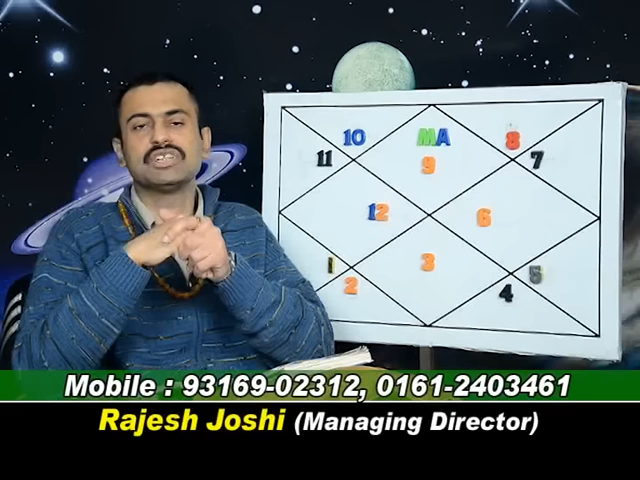 10 MA 8
11 9 7
12 6
1 3 5
2 4
Mobile : 93169-02312, 0161-2403461
Rajesh Joshi (Managing Director)